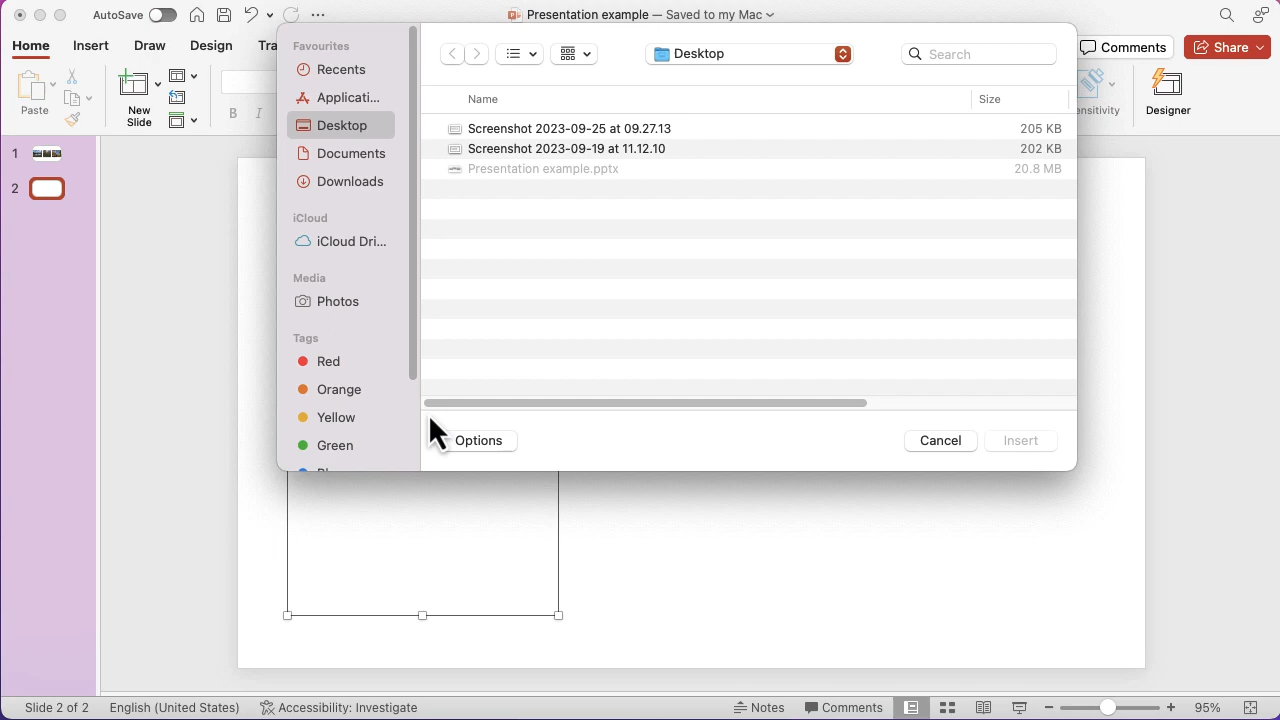 AutoSave
Presentation example — Saved to my Mac
Home
Insert
Draw
Design
Comments
Share
Paste
New
Slide
B
I
Designer
1
2
Favourites
Recents
Applicati...
Desktop
Documents
Downloads
iCloud
iCloud Dri...
Media
Photos
Tags
Red
Orange
Yellow
Green
Desktop
Search
Name
Size
Screenshot 2023-09-25 at 09.27.13
205 KB
Screenshot 2023-09-19 at 11.12.10
202 KB
Presentation example.pptx
20.8 MB
Options
Cancel
Insert
Slide 2 of 2
English (United States)
Accessibility: Investigate
Notes
Comments
95%